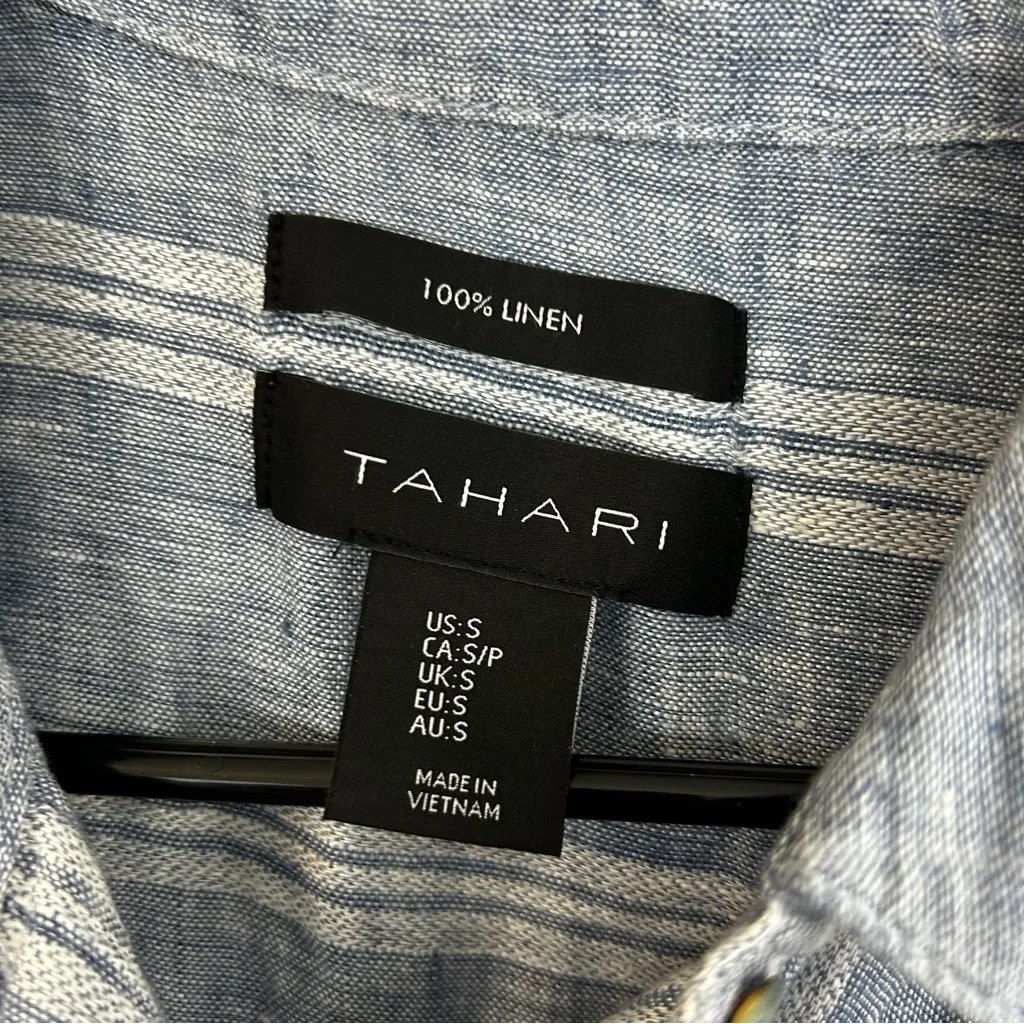 100% LINEN
TAHARI
US:S
CA:S/P
UK:S
EU:S
AU:S
MADE IN
VIETNAM